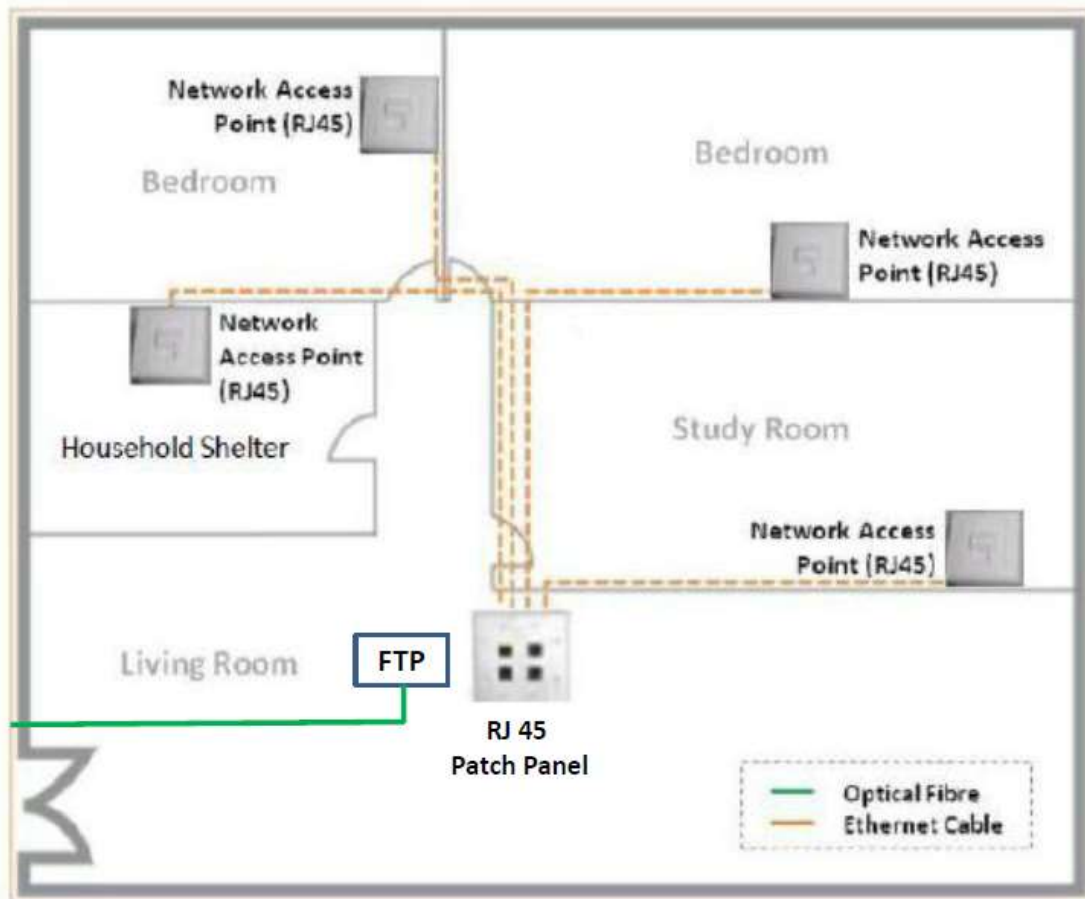 Network Access
Point (RJ45)
Bedroom
Bedroom
Network Access
Point (RJ45)
Network
Access Point
(RJ45)
Household Shelter
Study Room
Network Access
Point (RJ45)
Living Room
FTP
RJ 45
Patch Panel
Optical Fibre
Ethernet Cable